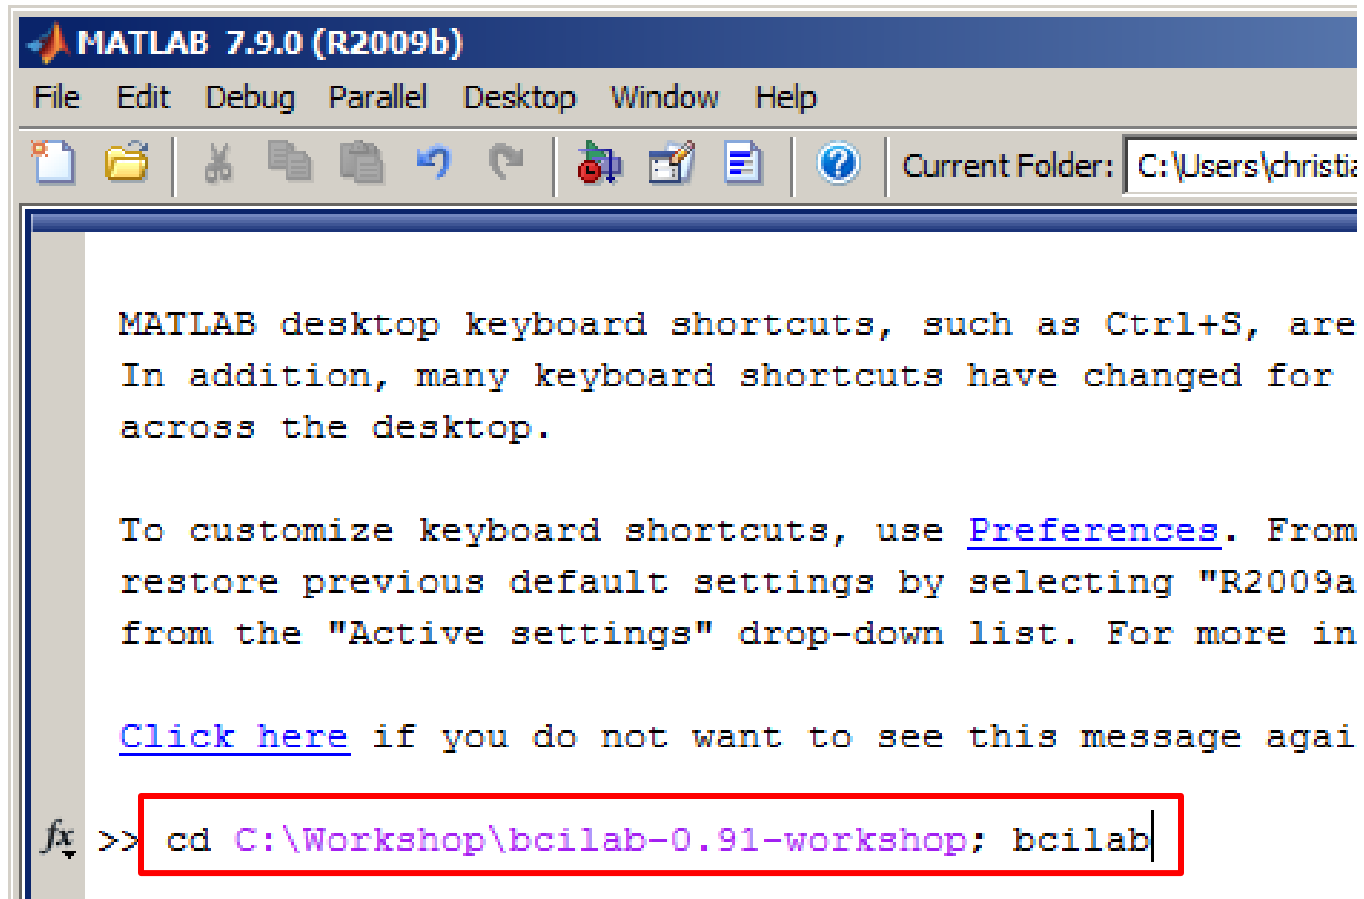 MATLAB 7.9.0 (R2009b)
File Edit Debug Parallel Desktop Window Help
Current Folder: C:\Users\christia
MATLAB desktop keyboard shortcuts, such as Ctrl+S, are
In addition, many keyboard shortcuts have changed for
across the desktop.
To customize keyboard shortcuts, use Preferences. From
restore previous default settings by selecting "R2009a
from the "Active settings" drop-down list. For more in
Click here if you do not want to see this message agai
fx >> cd C:\Workshop\bcilab-0.91-workshop; bcilab